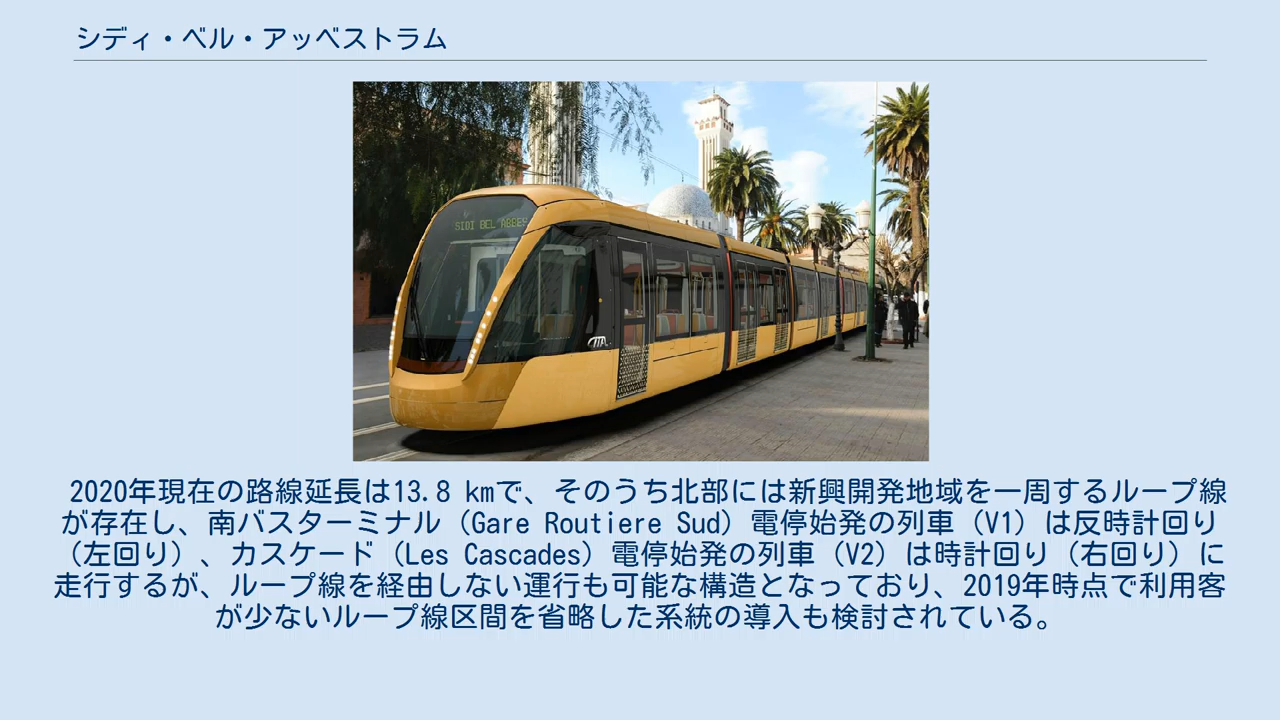 シディ・ベル・アッベストラム
SIDI BEL ABBES
2020年現在の路線延長は13.8 kmで、そのうち北部には新興開発地域を一周するループ線
が存在し、南バスターミナル（Gare Routiere Sud）電停始発の列車（V1）は反時計回り
（左回り）、カスケード（Les Cascades）電停始発の列車（V2）は時計回り（右回り）に
走行するが、ループ線を経由しない運行も可能な構造となっており、2019年時点で利用客
が少ないループ線区間を省略した系統の導入も検討されている。